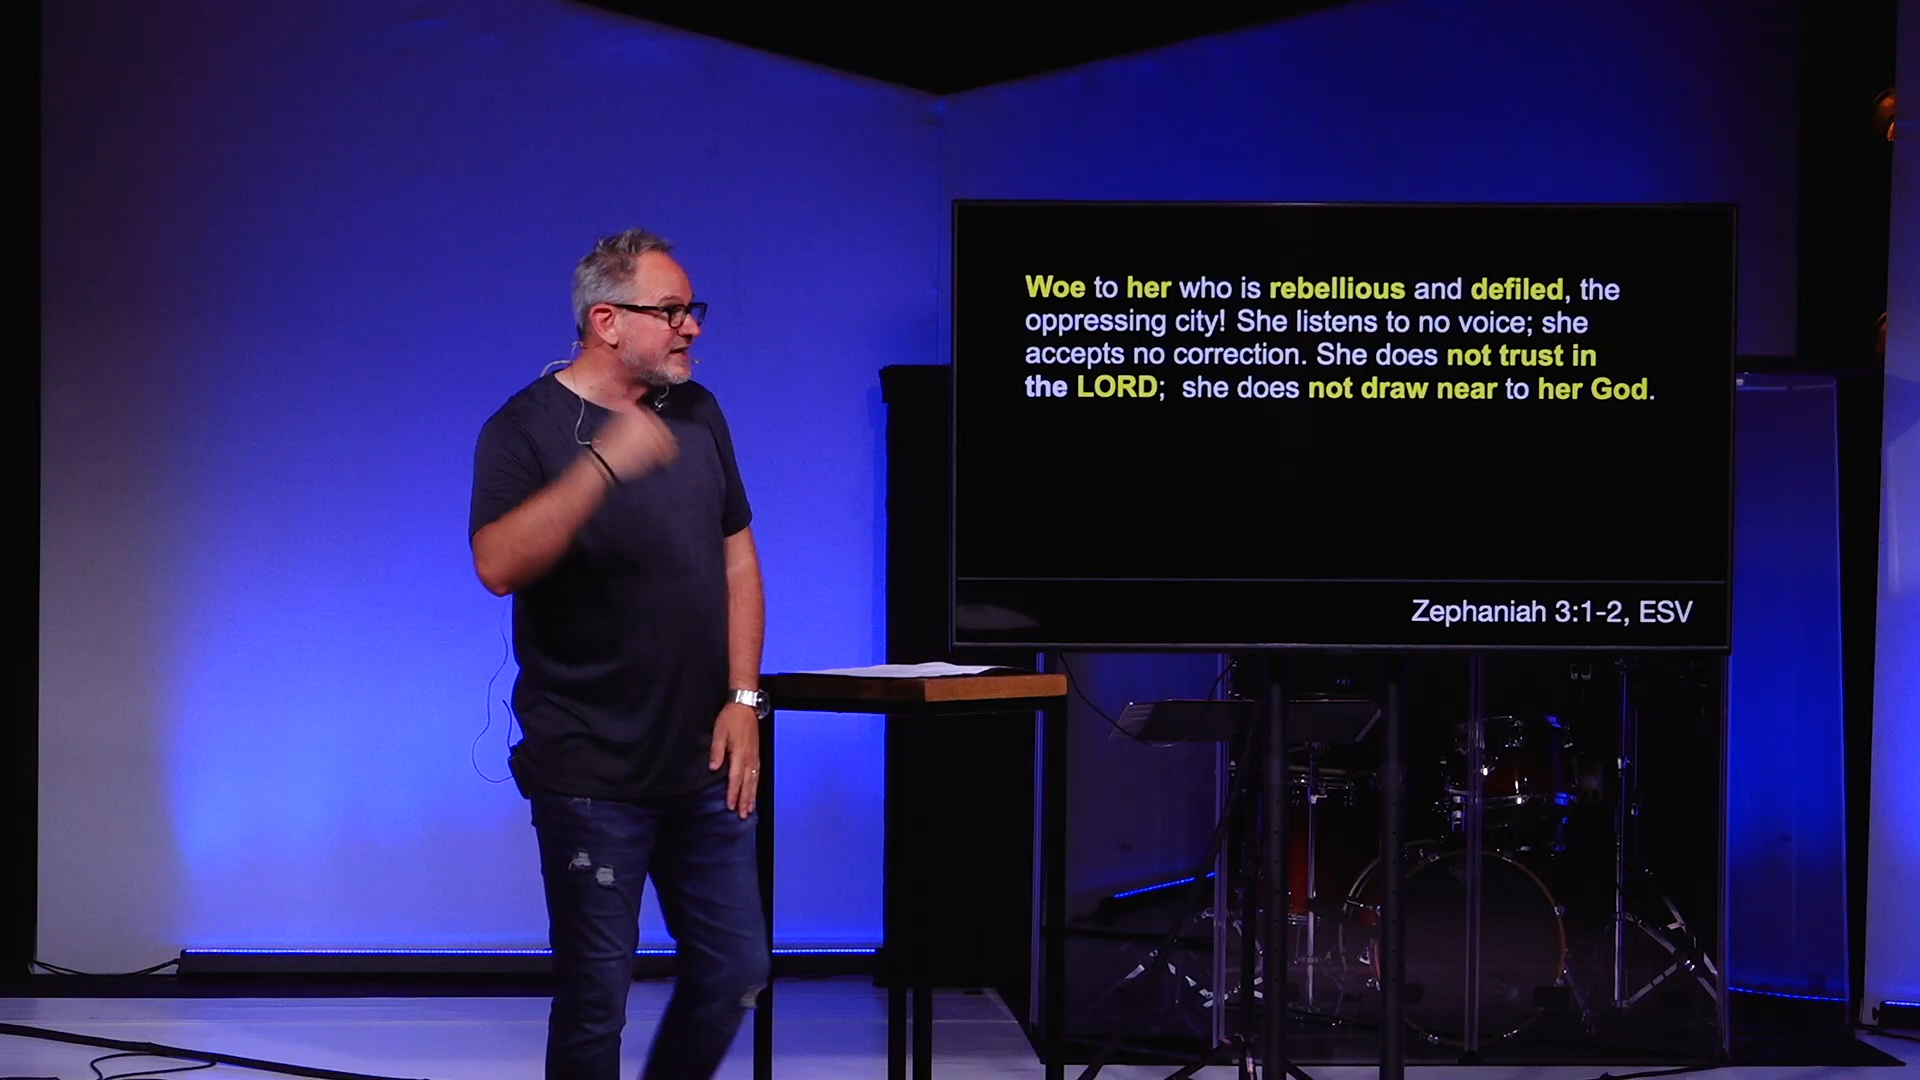 Woe to her who is rebellious and defiled, the
oppressing city! She listens to no voice; she
accepts no correction. She does not trust in
the LORD;  she does not draw near to her God.
Zephaniah 3:1-2, ESV